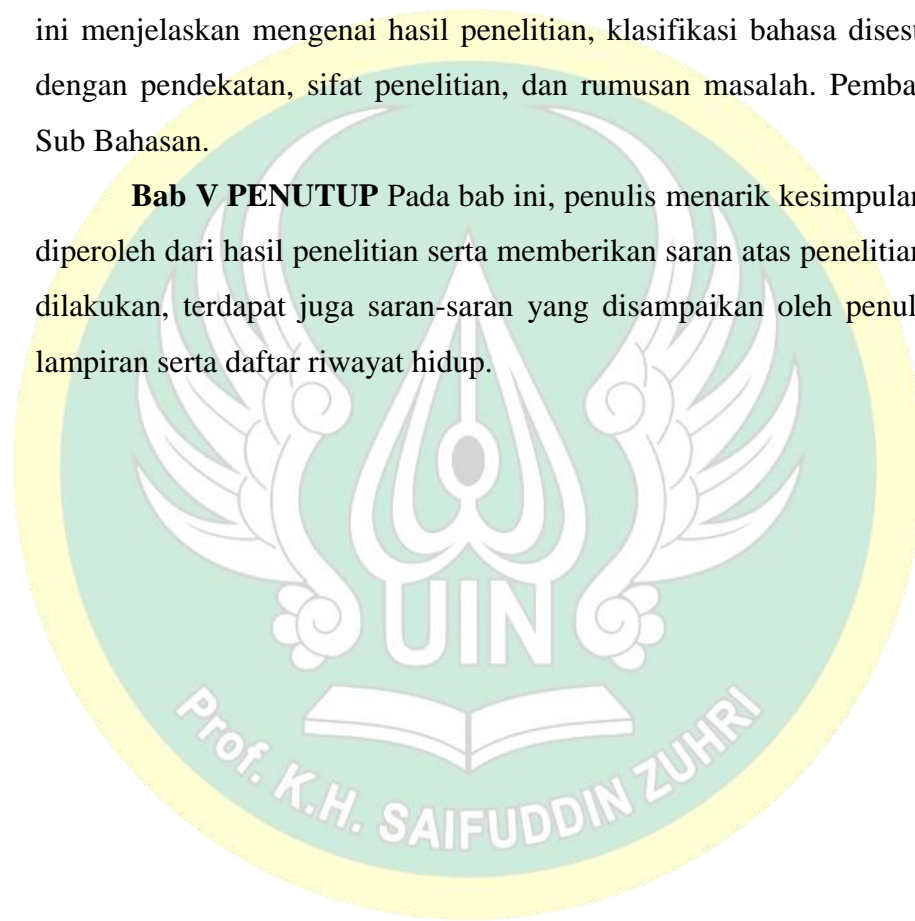 ini menjelaskan mengenai hasil penelitian, klasifikasi bahasa disesu
dengan pendekatan, sifat penelitian, dan rumusan masalah. Pemba
Sub Bahasan.
Bab V PENUTUP Pada bab ini, penulis menarik kesimpulan
diperoleh dari hasil penelitian serta memberikan saran atas penelitian
dilakukan, terdapat juga saran-saran yang disampaikan oleh penul
lampiran serta daftar riwayat hidup.
UIN
Prof. K.H. SAIFUDDIN ZUHRI